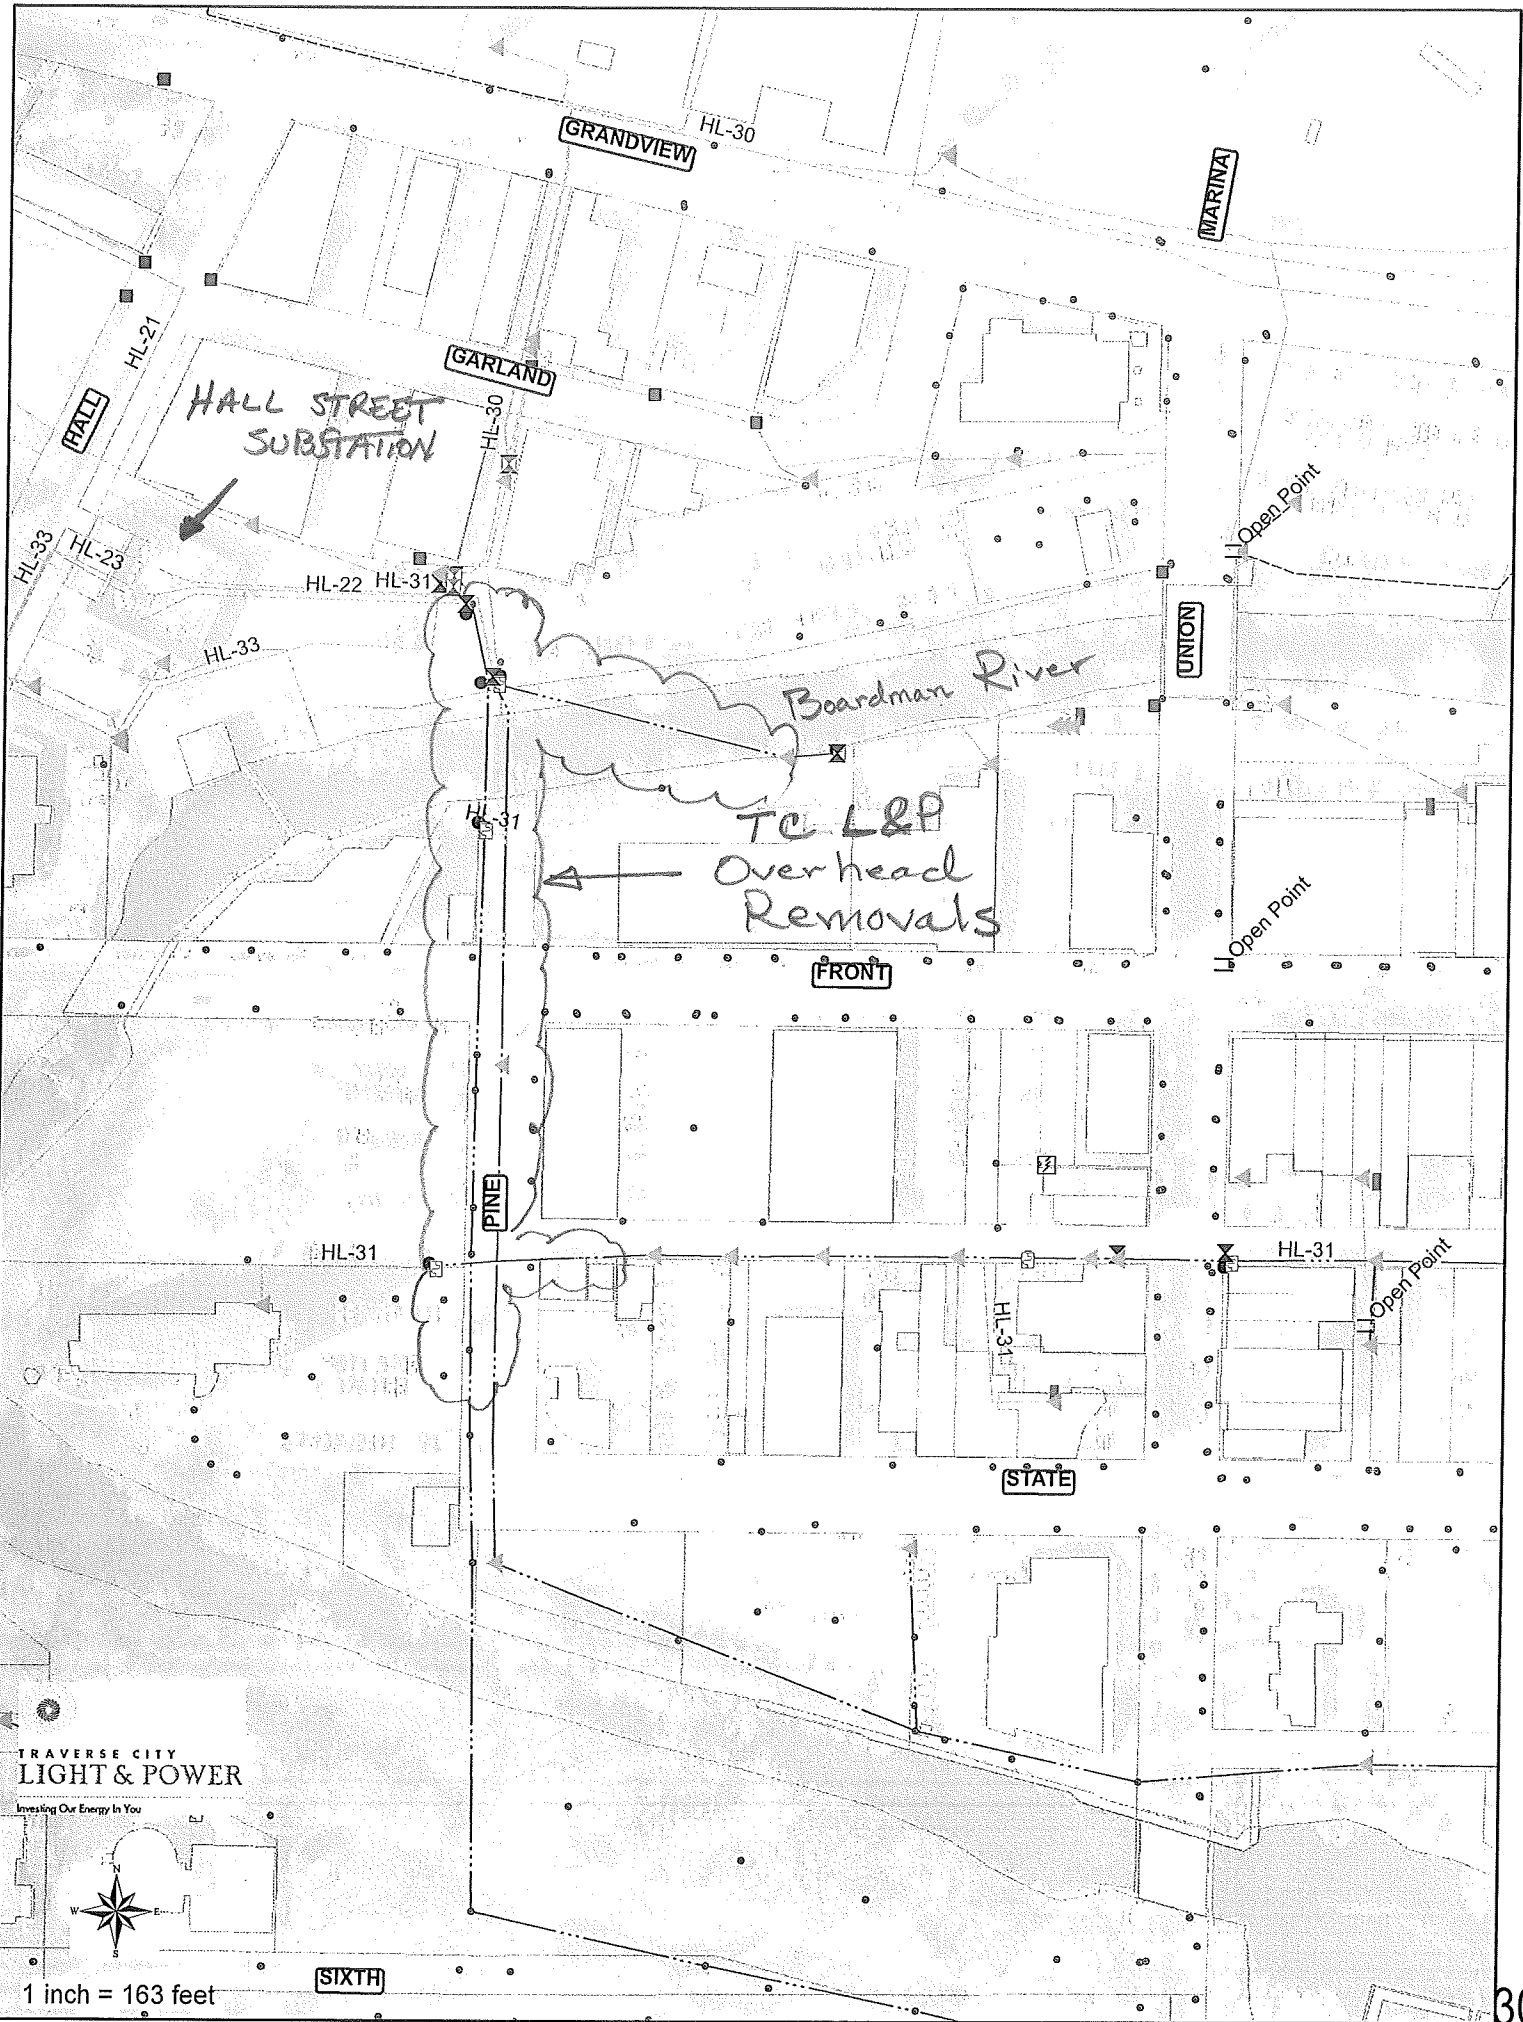 GRANDVIEW
HL-30
MARINA
HL-21
GARLAND
HALL
HALL STREET
SUBSTATION
HL-30
Open Point
HL-33
HL-23
HL-22
HL-31
UNION
HL-33
Boardman River
HL-31
TC L&P
Overhead
Removals
Open Point
FRONT
PINE
HL-31
HL-31
Open Point
HL-31
STATE
TRAVERSE CITY
LIGHT & POWER
Investing Our Energy In You
N
W
E
S
SIXTH
1 inch = 163 feet